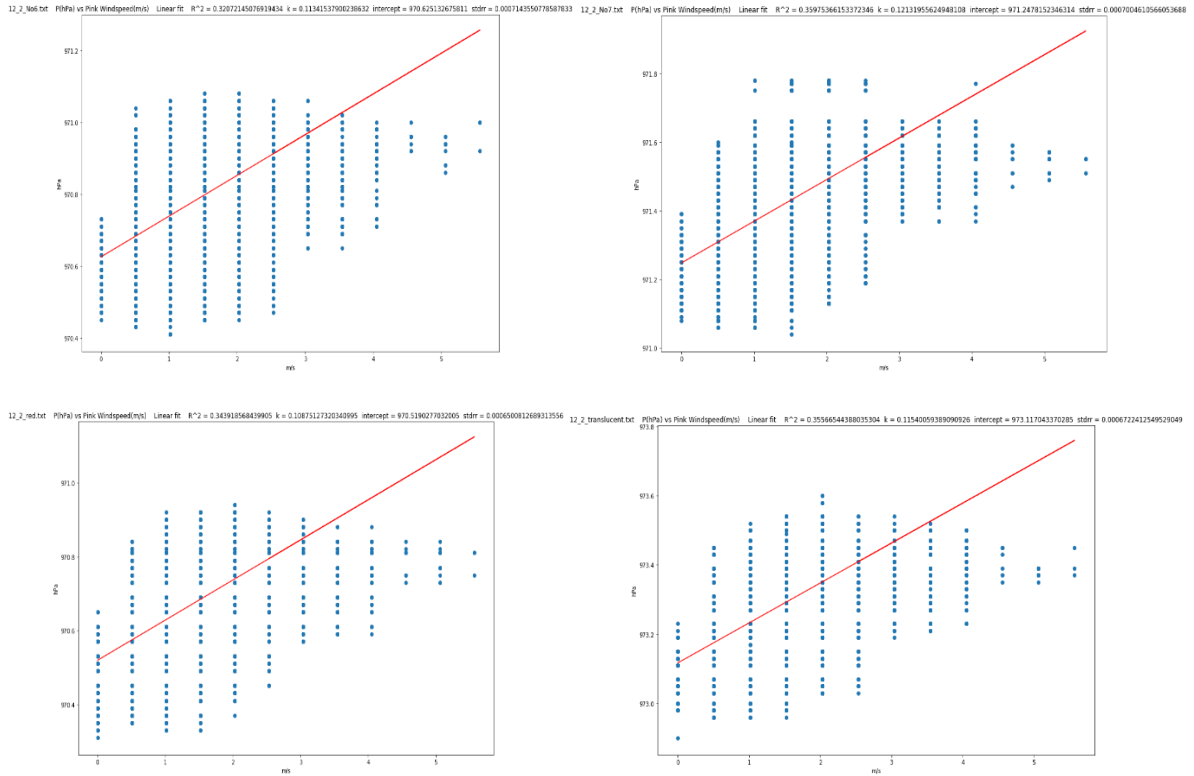 12_2_No6.txt P(hPa) vs Pink Windspeed(m/s) Linear fit R^2 = 0.32072145076919434 k = 0.11341537900238632 intercept = 970.625132675811 stdrr = 0.0007143550778587833
971.2
971.0
970.8
970.6
970.4
hPa
0 1 2 3 4 5
m/s
12_2_No7.txt P(hPa) vs Pink Windspeed(m/s) Linear fit R^2 = 0.35975366153372346 k = 0.12131955624948108 intercept = 971.2478152346314 stdrr = 0.0007004610566053688
971.8
971.6
971.4
971.2
971.0
hPa
0 1 2 3 4 5
m/s
12_2_red.txt P(hPa) vs Pink Windspeed(m/s) Linear fit R^2 = 0.343918568439905 k = 0.10875127320340995 intercept = 970.5190277032005 stdrr = 0.0006500812689313556
971.0
970.8
970.6
970.4
hPa
0 1 2 3 4 5
m/s
12_2_translucent.txt P(hPa) vs Pink Windspeed(m/s) Linear fit R^2 = 0.35566544388035304 k = 0.11540059389090926 intercept = 973.117043370285 stdrr = 0.0006722412549529049
973.8
973.6
973.4
973.2
973.0
hPa
0 1 2 3 4 5
m/s